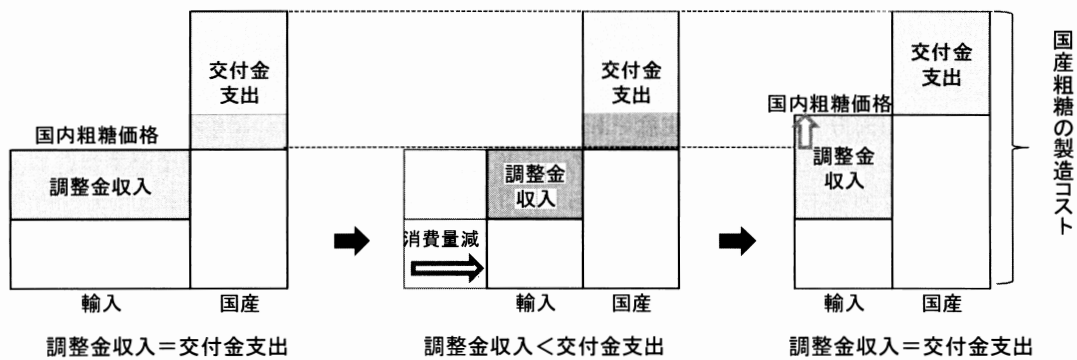 交付金
支出
国内粗糖価格
調整金収入
輸入
国産
調整金収入＝交付金支出
交付金
支出
調整金
収入
消費量減
輸入
国産
調整金収入＜交付金支出
交付金
支出
国内粗糖価格
調整金
収入
輸入
国産
調整金収入＝交付金支出
国産粗糖の製造コスト